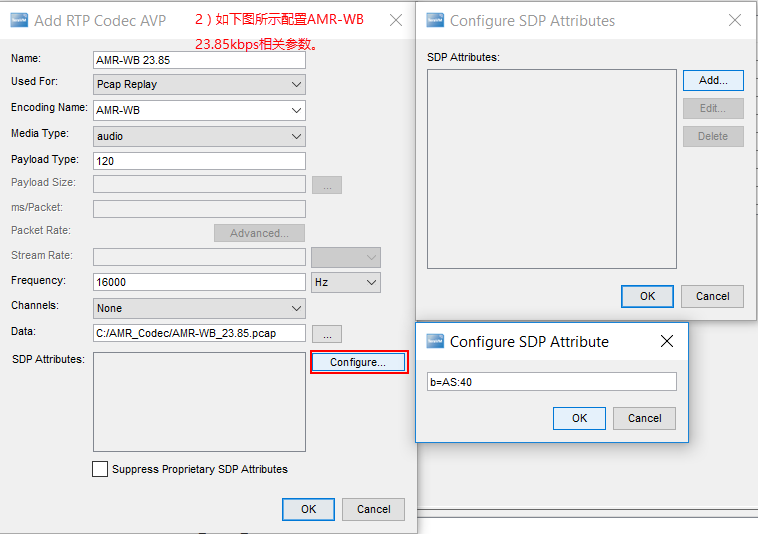 Add RTP Codec AVP
2）如下图所示配置AMR-WB
23.85kbps相关参数。
Name:
AMR-WB 23.85
Used For:
Pcap Replay
Encoding Name:
AMR-WB
Media Type:
audio
Payload Type:
120
Payload Size:
...
ms/Packet:
Packet Rate:
Advanced...
Stream Rate:
Frequency:
16000
Hz
Channels:
None
Data:
C:/AMR_Codec/AMR-WB_23.85.pcap
...
SDP Attributes:
Configure...
Suppress Proprietary SDP Attributes
OK
Cancel
Configure SDP Attributes
SDP Attributes:
Add...
Edit...
Delete
OK
Cancel
Configure SDP Attribute
b=AS:40
OK
Cancel